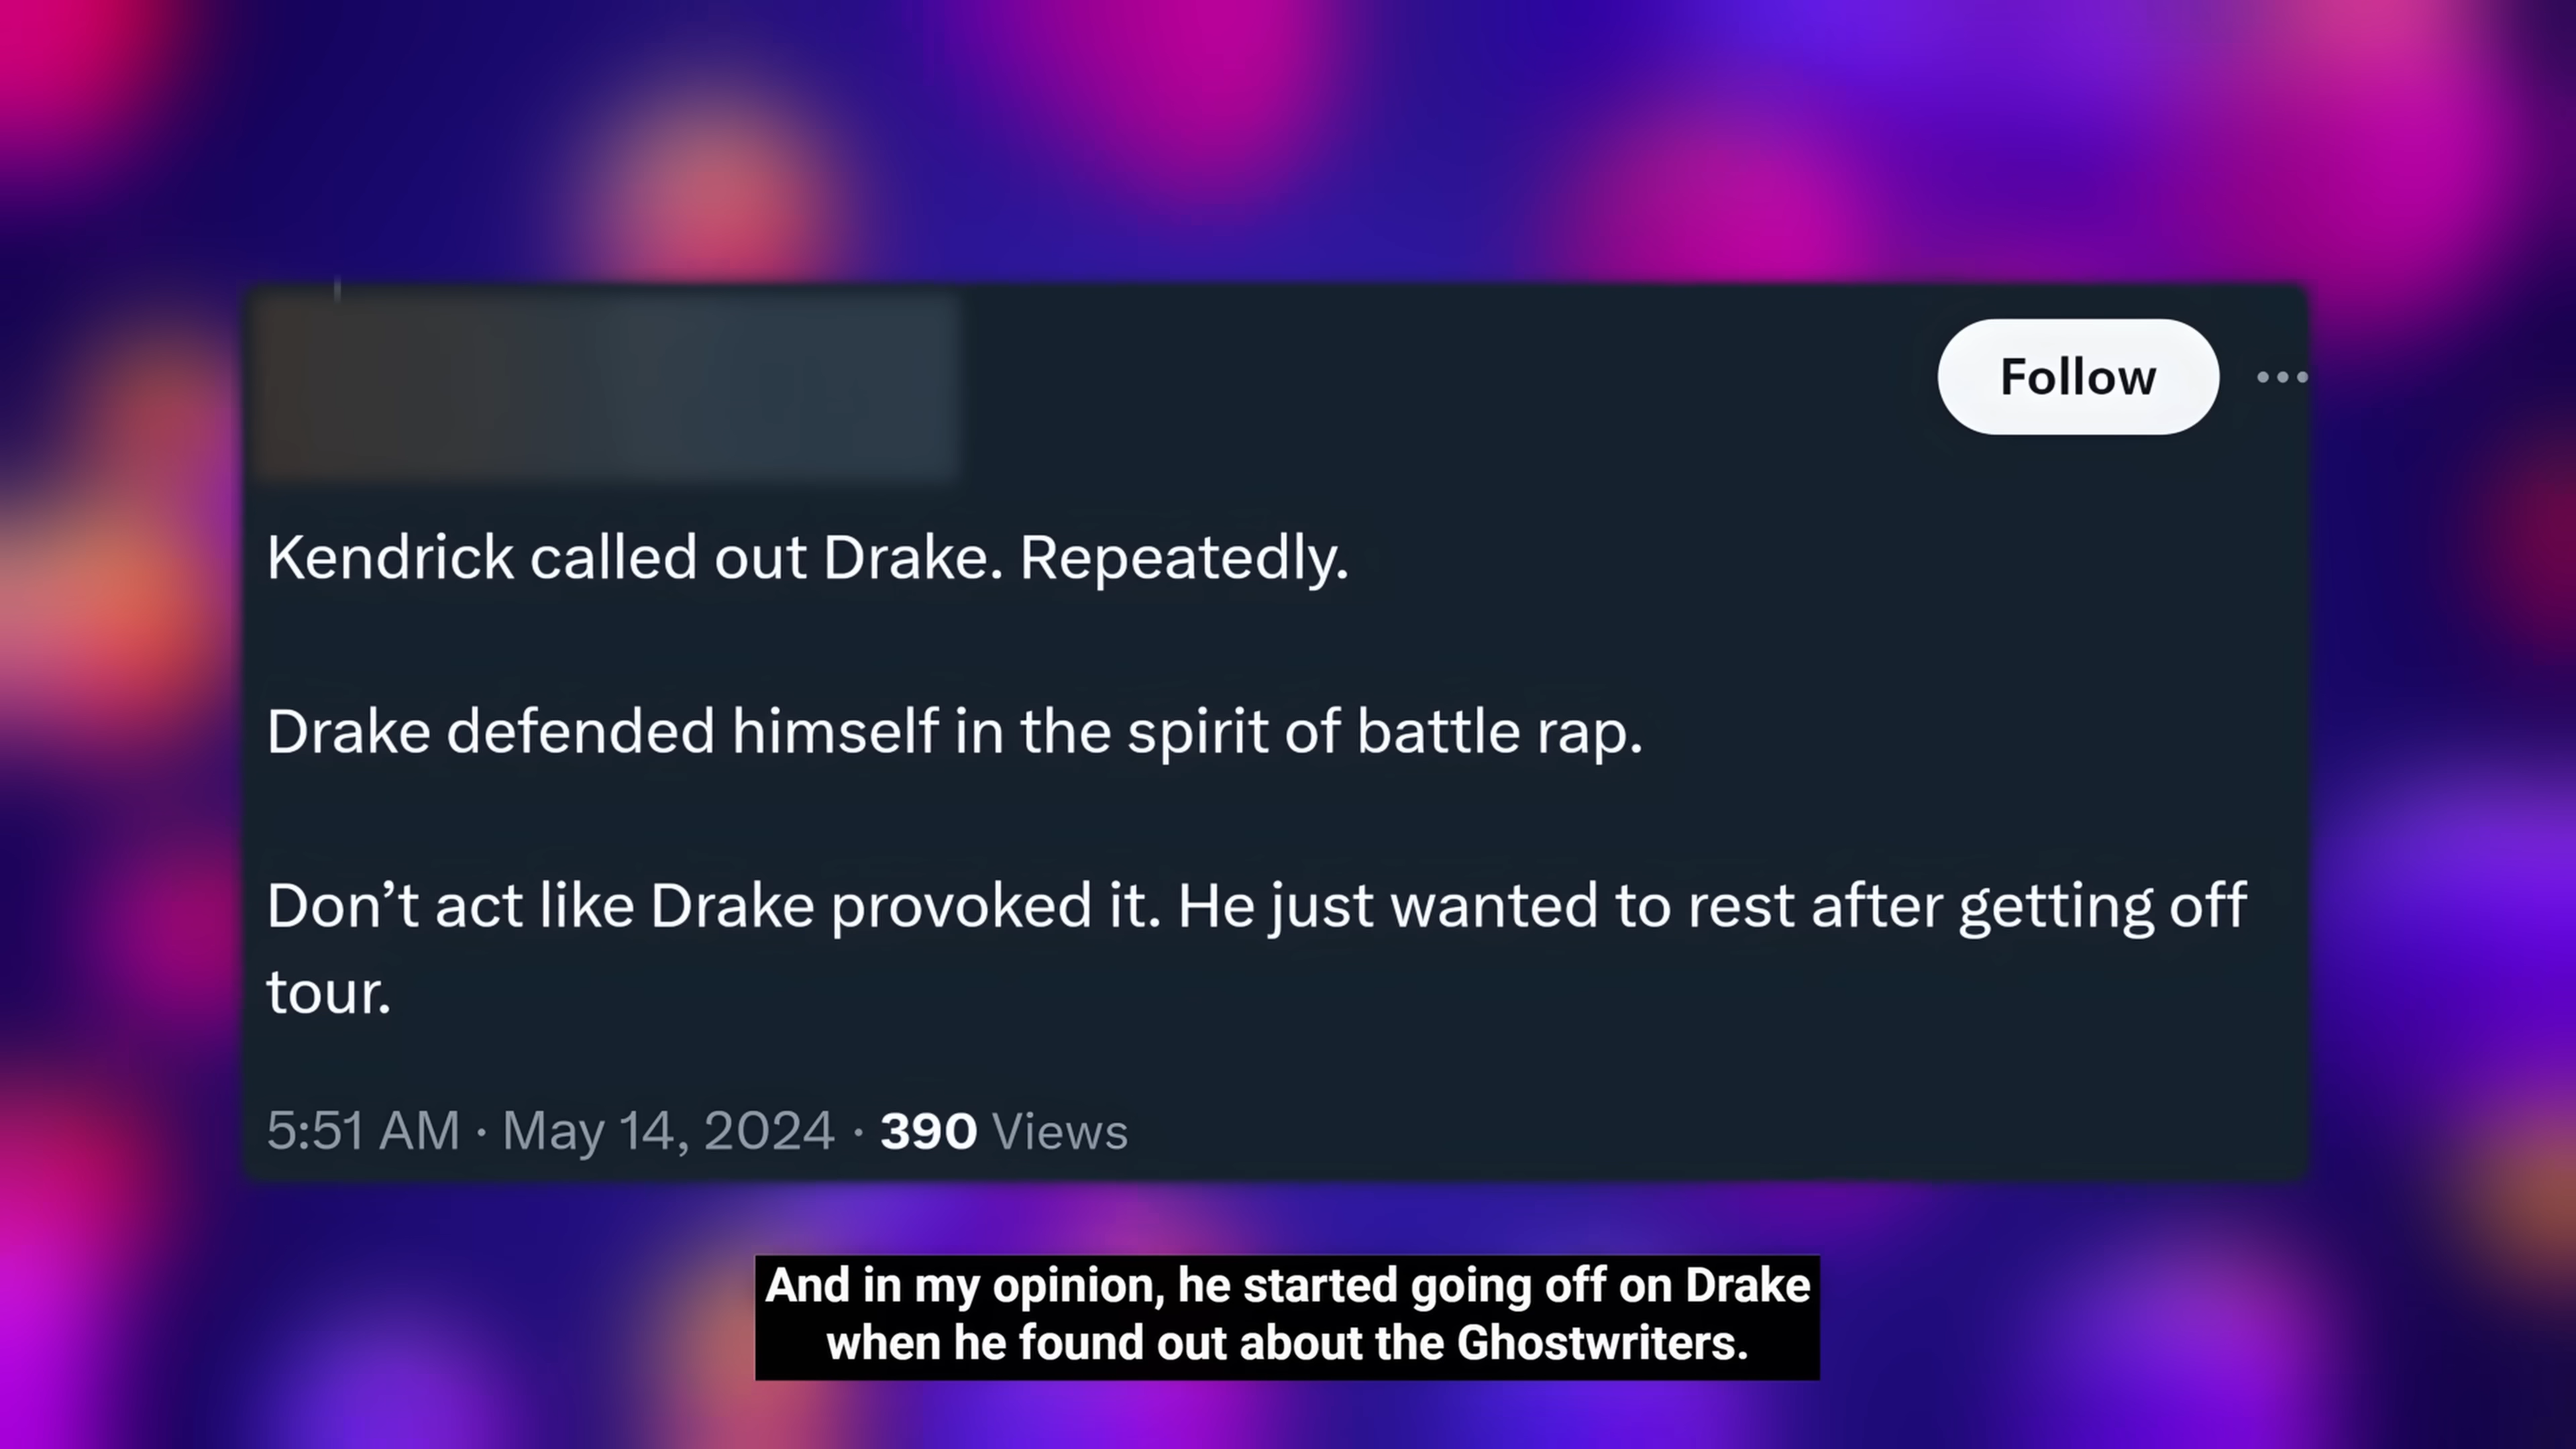 Follow
Kendrick called out Drake. Repeatedly.
Drake defended himself in the spirit of battle rap.
Don’t act like Drake provoked it. He just wanted to rest after getting off
tour.
5:51 AM · May 14, 2024 · 390 Views
And in my opinion, he started going off on Drake
when he found out about the Ghostwriters.